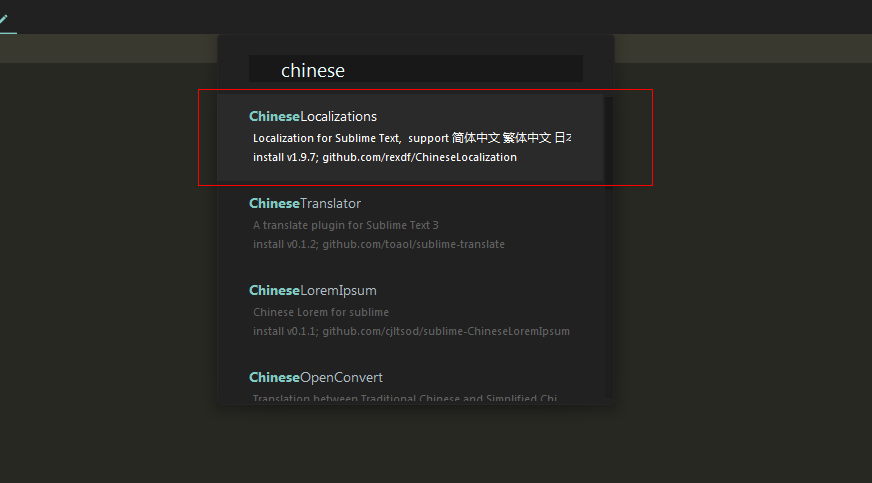 chinese
ChineseLocalizations
Localization for Sublime Text, support 简体中文 繁体中文 日
install v1.9.7; github.com/rexdf/ChineseLocalization
ChineseTranslator
A translate plugin for Sublime Text 3
install v0.1.2; github.com/toaol/sublime-translate
ChineseLoremIpsum
Chinese Lorem for sublime
install v0.1.1; github.com/cjltsod/sublime-ChineseLoremIpsum
ChineseOpenConvert
Translation between Traditional Chinese and Simplified Chi